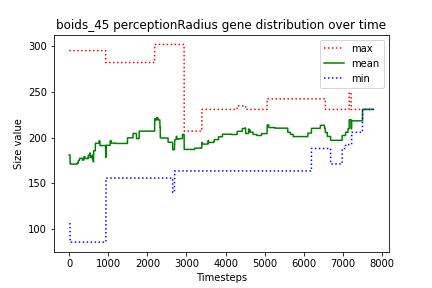 boids_45 perceptionRadius gene distribution over time
max
mean
min
Size value
300
250
200
150
100
0
1000
2000
3000
4000
5000
6000
7000
8000
Timesteps